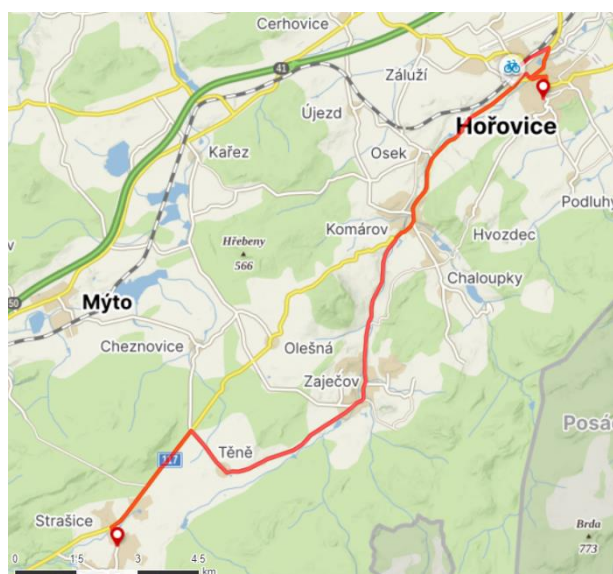 Cerhovice
41
Záluží
Újezd
Hořovice
Kařez
Osek
Podluhy
Komárov
Hvozdec
Hřebeny
566
Chaloupky
50
Mýto
Cheznovice
Olešná
Zaječov
Posá
117
Těně
Strašice
Brda
773
0 1.5 3 4.5
km